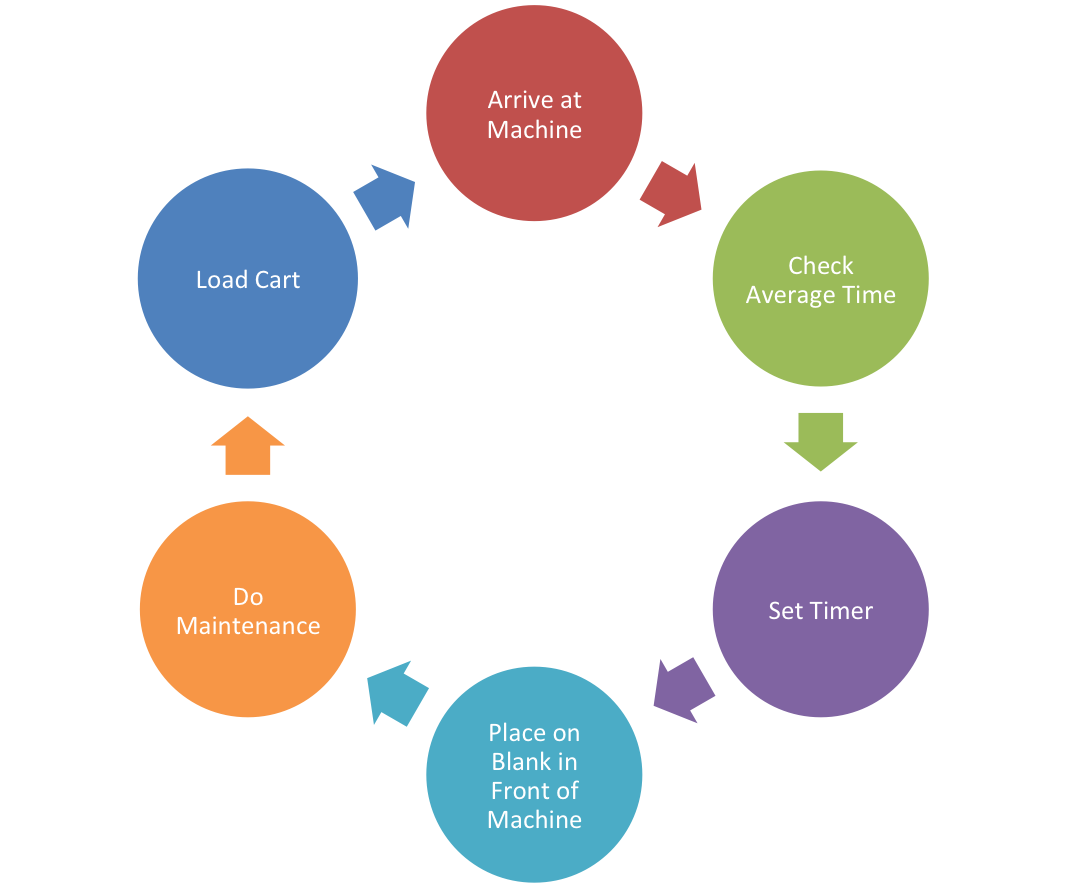 Arrive at
Machine
Check
Average Time
Set Timer
Place on
Blank in
Front of
Machine
Do
Maintenance
Load Cart